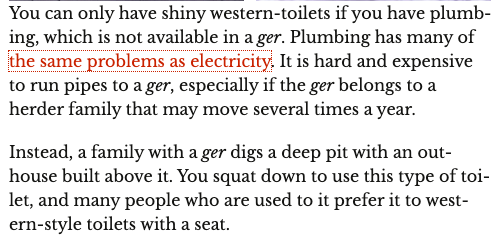 You can only have shiny western-toilets if you have plumb-
ing, which is not available in a ger. Plumbing has many of
the same problems as electricity. It is hard and expensive
to run pipes to a ger, especially if the ger belongs to a
herder family that may move several times a year.
Instead, a family with a ger digs a deep pit with an out-
house built above it. You squat down to use this type of toi-
let, and many people who are used to it prefer it to west-
ern-style toilets with a seat.